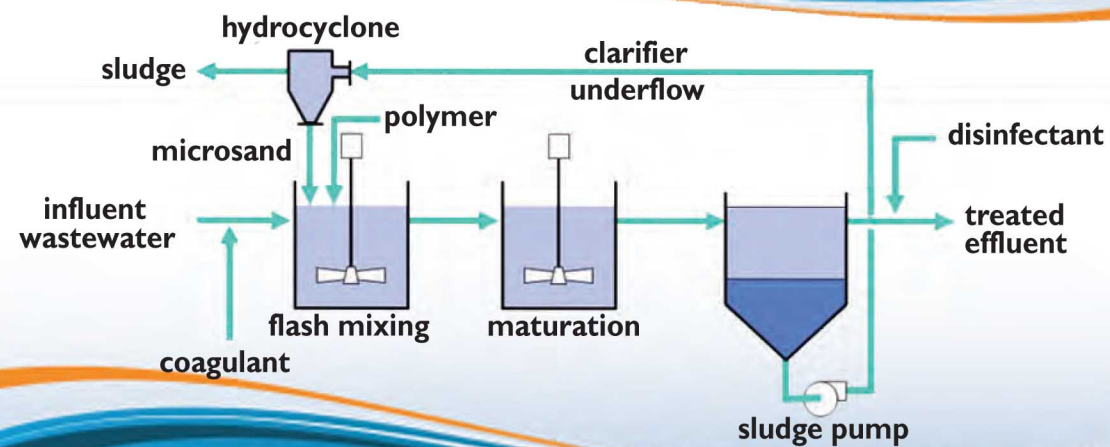 hydrocyclone
sludge
clarifier
underflow
polymer
microsand
disinfectant
influent
wastewater
treated
effluent
flash mixing
maturation
coagulant
sludge pump